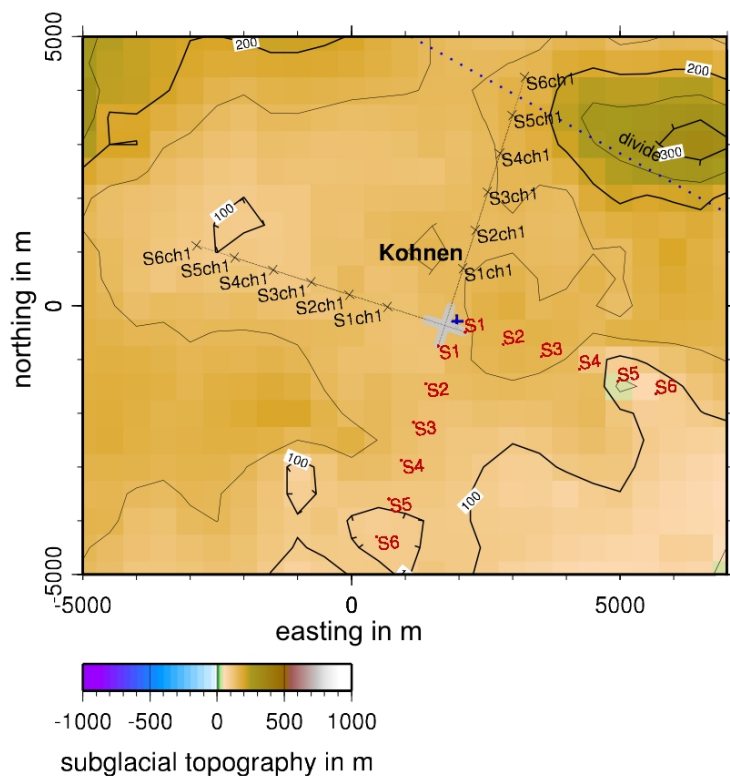 5000
200
S6ch1
200
S5ch1
divide
300
S4ch1
S3ch1
100
S2ch1
Kohnen
S6ch1
S5ch1
S1ch1
S4ch1
S3ch1
S2ch1
S1ch1
0
S1
S2
S1
S3
S4
S5
S6
S2
S3
100
S4
100
S5
S6
-5000
northing in m
-5000 0 5000
easting in m
-1000 -500 0 500 1000
subglacial topography in m